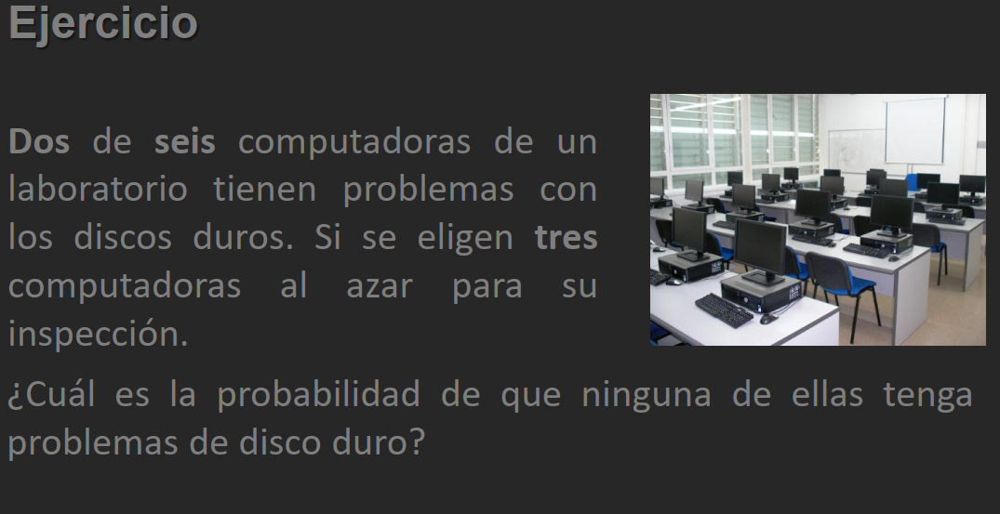 Ejercicio
Dos de seis computadoras de un
laboratorio tienen problemas con
los discos duros. Si se eligen tres
computadoras al azar para su
inspección.
¿Cuál es la probabilidad de que ninguna de ellas tenga
problemas de disco duro?